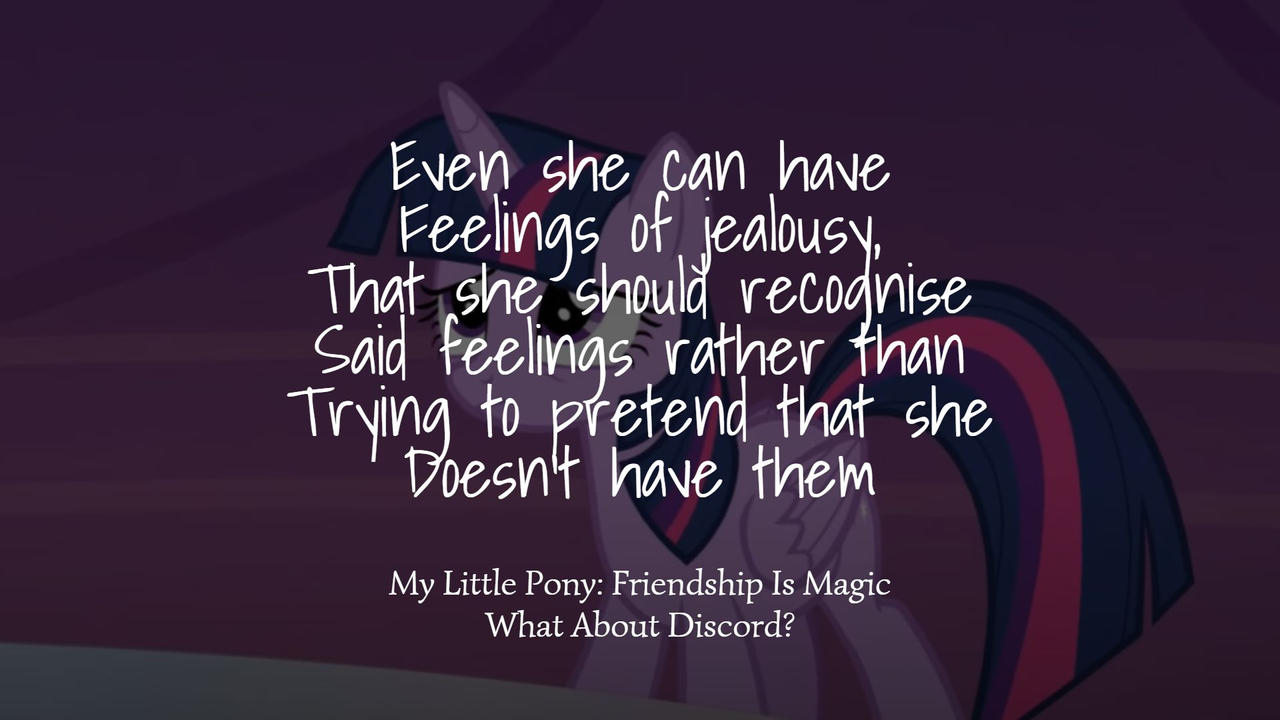 Even she can have
Feelings of jealousy,
That she should recognise
Said feelings rather than
Trying to pretend that she
Doesn't have them
My Little Pony: Friendship Is Magic
What About Discord?